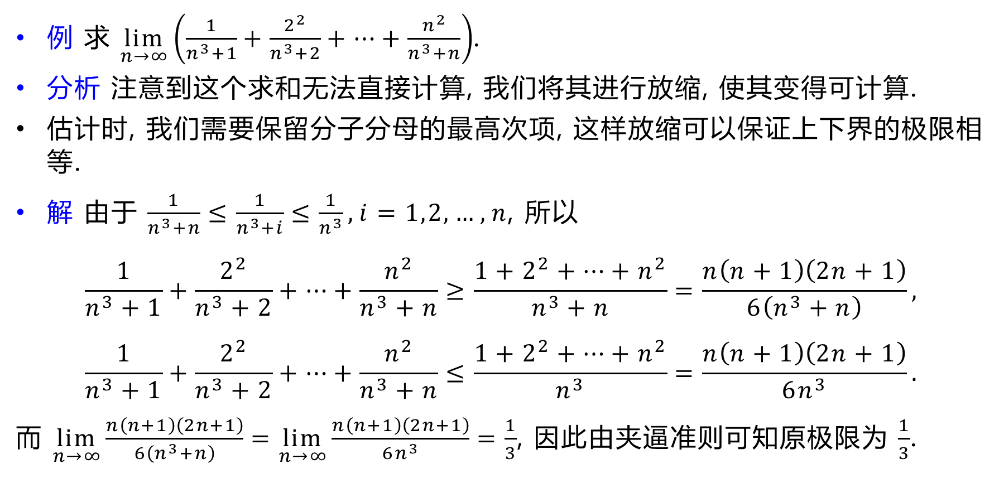 • 例 求 $\lim_{n\to\infty}\left(\frac{1}{n^3+1}+\frac{2^2}{n^3+2}+\cdots+\frac{n^2}{n^3+n}\right)$.
• 分析 注意到这个求和无法直接计算, 我们将其进行放缩, 使其变得可计算.
• 估计时, 我们需要保留分子分母的最高次项, 这样放缩可以保证上下界的极限相
等.
• 解 由于 $\frac{1}{n^3+n}\le\frac{1}{n^3+i}\le\frac{1}{n^3}, i=1,2,\ldots,n$, 所以
$\frac{1}{n^3+1}+\frac{2^2}{n^3+2}+\cdots+\frac{n^2}{n^3+n}\ge\frac{1+2^2+\cdots+n^2}{n^3+n}=\frac{n(n+1)(2n+1)}{6(n^3+n)}$,
$\frac{1}{n^3+1}+\frac{2^2}{n^3+2}+\cdots+\frac{n^2}{n^3+n}\le\frac{1+2^2+\cdots+n^2}{n^3}=\frac{n(n+1)(2n+1)}{6n^3}$.
而 $\lim_{n\to\infty}\frac{n(n+1)(2n+1)}{6(n^3+n)}=\lim_{n\to\infty}\frac{n(n+1)(2n+1)}{6n^3}=\frac{1}{3}$, 因此由夹逼准则可知原极限为 $\frac{1}{3}$.